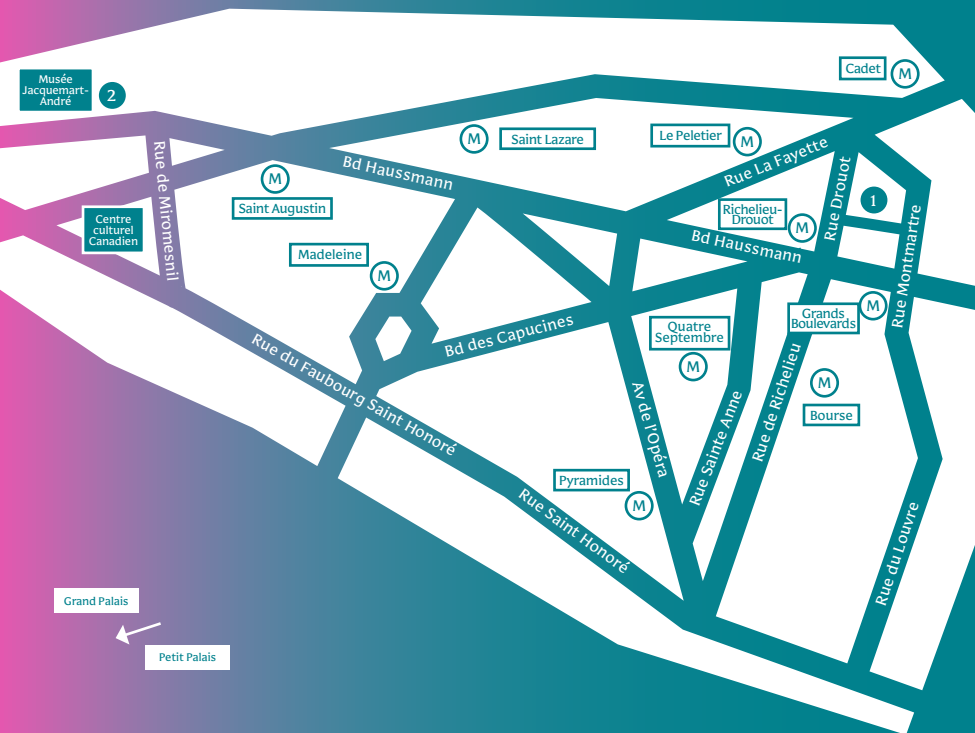 Cadet
M
Musée
Jacquemart-
André
2
M
Saint Lazare
Le Peletier
M
Rue La Fayette
Rue de Miromesnil
Bd Haussmann
M
Saint Augustin
Rue Drouot
1
Richelieu-
Drouot
M
Centre
culturel
Canadien
Bd Haussmann
Rue Montmartre
Madeleine
M
Grands
Boulevards
M
Quatre
Septembre
M
Bd des Capucines
Rue du Faubourg Saint Honoré
Av de l'Opéra
Rue Sainte Anne
Rue de Richelieu
M
Bourse
Pyramides
M
Rue Saint Honoré
Rue du Louvre
Grand Palais
Petit Palais